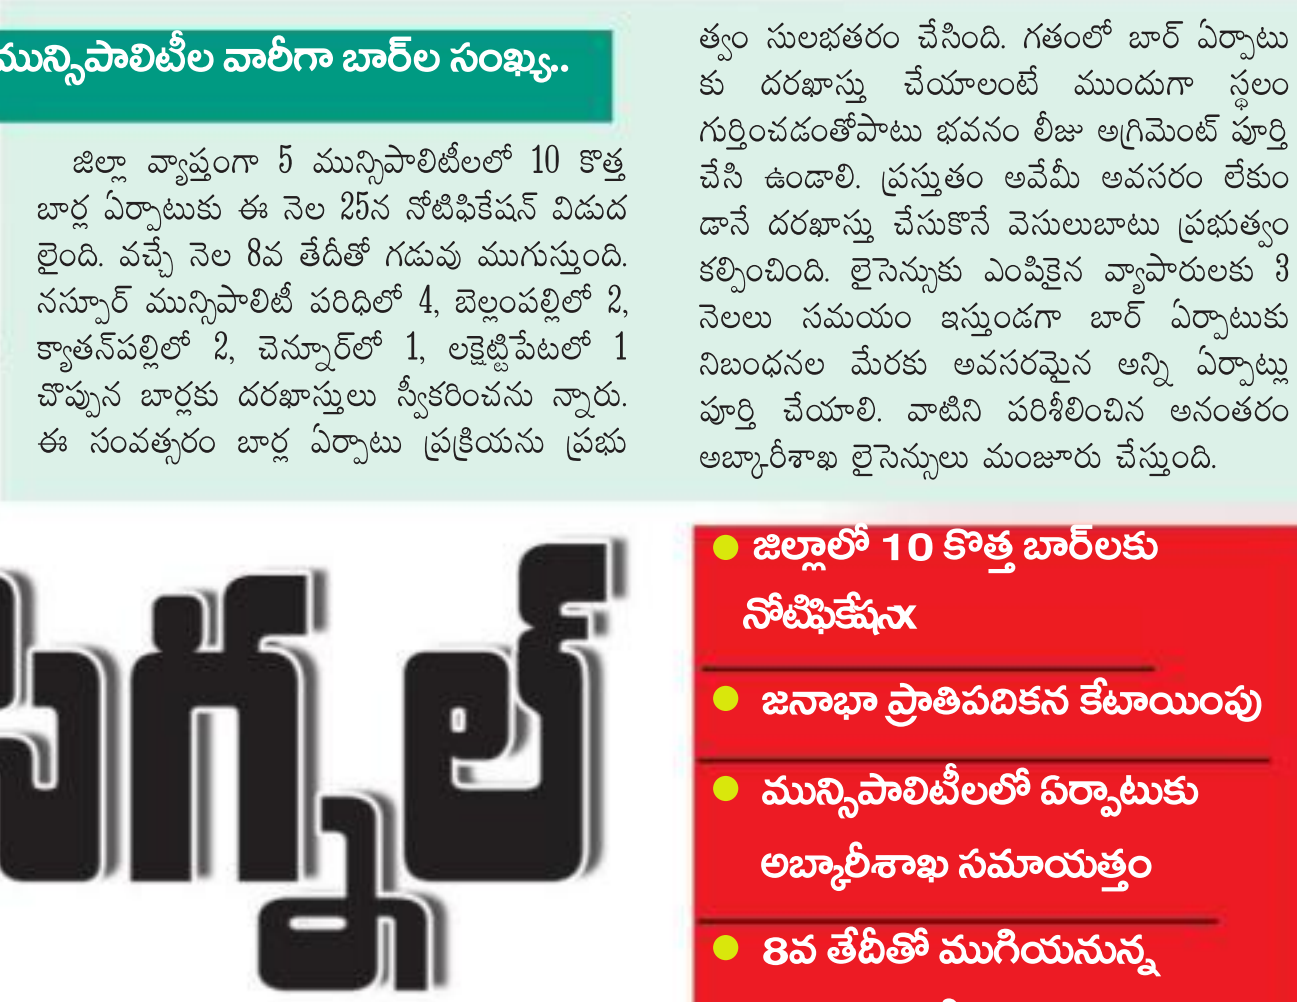 మున్సిపాలిటీల వారీగా బార్‌ల సంఖ్య..
జిల్లా వ్యాప్తంగా 5 మున్సిపాలిటీలలో 10 కొత్త
బార్ల ఏర్పాటుకు ఈ నెల 25న నోటిఫికేషన్ విడుద
లైంది. వచ్చే నెల 8వ తేదీతో గడువు ముగుస్తుంది.
నస్పూర్ మున్సిపాలిటీ పరిధిలో 4, బెల్లంపల్లిలో 2,
క్యాతన్‌పల్లిలో 2, చెన్నూర్‌లో 1, లక్షెట్టిపేటలో 1
చొప్పున బార్లకు దరఖాస్తులు స్వీకరించను న్నారు.
ఈ సంవత్సరం బార్ల ఏర్పాటు ప్రక్రియను ప్రభు
త్వం సులభతరం చేసింది. గతంలో బార్ ఏర్పాటు
కు దరఖాస్తు చేయాలంటే ముందుగా స్థలం
గుర్తించడంతోపాటు భవనం లీజు అగ్రిమెంట్ పూర్తి
చేసి ఉండాలి. ప్రస్తుతం అవేమీ అవసరం లేకుం
డానే దరఖాస్తు చేసుకొనే వెసులుబాటు ప్రభుత్వం
కల్పించింది. లైసెన్సుకు ఎంపికైన వ్యాపారులకు 3
నెలలు సమయం ఇస్తుండగా బార్ ఏర్పాటుకు
నిబంధనల మేరకు అవసరమైన అన్ని ఏర్పాట్లు
పూర్తి చేయాలి. వాటిని పరిశీలించిన అనంతరం
అబ్కారీశాఖ లైసెన్సులు మంజూరు చేస్తుంది.
గ్నల్
● జిల్లాలో 10 కొత్త బార్‌లకు
నోటిఫికేషనx
● జనాభా ప్రాతిపదికన కేటాయింపు
● మున్సిపాలిటీలలో ఏర్పాటుకు
అబ్కారీశాఖ సమాయత్తం
● 8వ తేదీతో ముగియనున్న